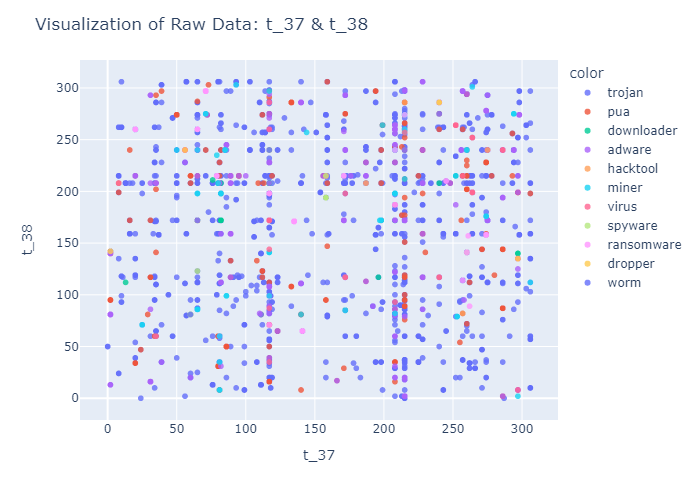 Visualization of Raw Data: t_37 & t_38
color
trojan
pua
downloader
adware
hacktool
miner
virus
spyware
ransomware
dropper
worm
300
250
200
150
100
50
0
t_38
0
50
100
150
200
250
300
t_37